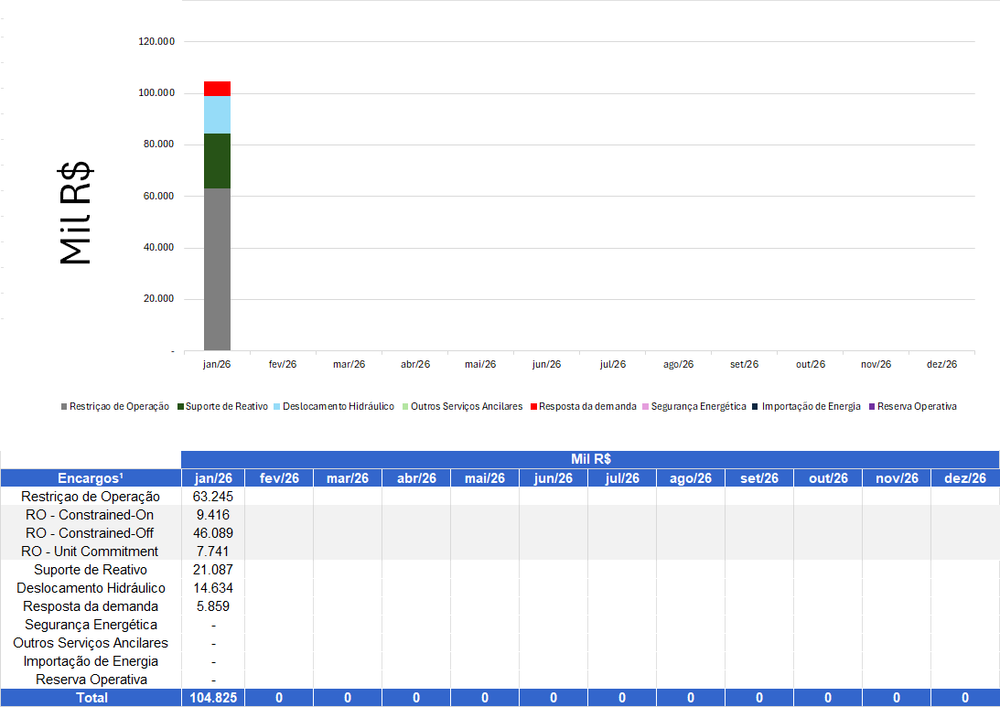 120.000
100.000
80.000
60.000
40.000
20.000
-
Mil R$
jan/26 fev/26 mar/26 abr/26 mai/26 jun/26 jul/26 ago/26 set/26 out/26 nov/26 dez/26
Restriçao de Operação Suporte de Reativo Deslocamento Hidráulico Outros Serviços Ancilares Resposta da demanda Segurança Energética Importação de Energia Reserva Operativa
Mil R$
Encargos¹ jan/26 fev/26 mar/26 abr/26 mai/26 jun/26 jul/26 ago/26 set/26 out/26 nov/26 dez/26
Restriçao de Operação 63.245
RO - Constrained-On 9.416
RO - Constrained-Off 46.089
RO - Unit Commitment 7.741
Suporte de Reativo 21.087
Deslocamento Hidráulico 14.634
Resposta da demanda 5.859
Segurança Energética -
Outros Serviços Ancilares -
Importação de Energia -
Reserva Operativa -
Total 104.825 0 0 0 0 0 0 0 0 0 0 0